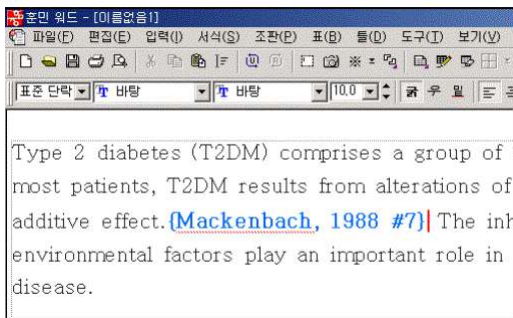 훈민 워드 - [이름없음1]
파일(F) 편집(E) 입력(I) 서식(S) 조판(P) 표(B) 틀(D) 도구(T) 보기(V)
표준 단락 바탕 바탕 10.0
Type 2 diabetes (T2DM) comprises a group of
most patients, T2DM results from alterations of
additive effect.{Mackenbach, 1988 #7} The inh
environmental factors play an important role in
disease.